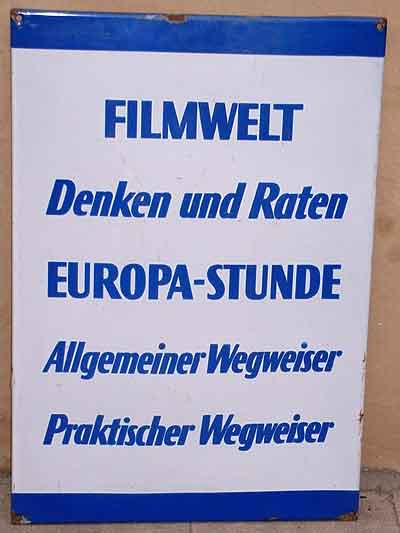 FILMWELT
Denken und Raten
EUROPA-STUNDE
Allgemeiner Wegweiser
Praktischer Wegweiser